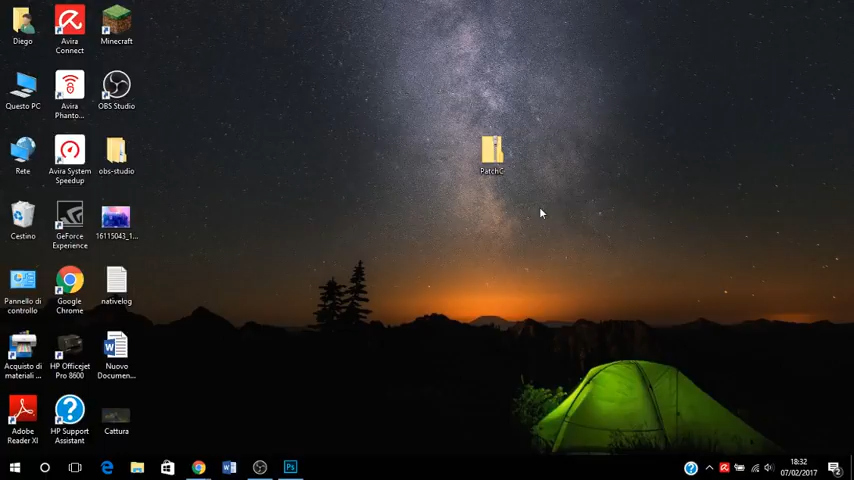 Diego
Avira Connect
Minecraft
Questo PC
Avira Phanto...
OBS Studio
Rete
Avira System Speedup
obs-studio
PatchC
Cestino
GeForce Experience
16115043_1...
Pannello di controllo
Google Chrome
nativelog
Acquisto di materiali ...
HP Officejet Pro 8600
Nuovo Documen...
Adobe Reader XI
HP Support Assistant
Cattura
W
e
Ps
?
18:32
07/02/2017
2